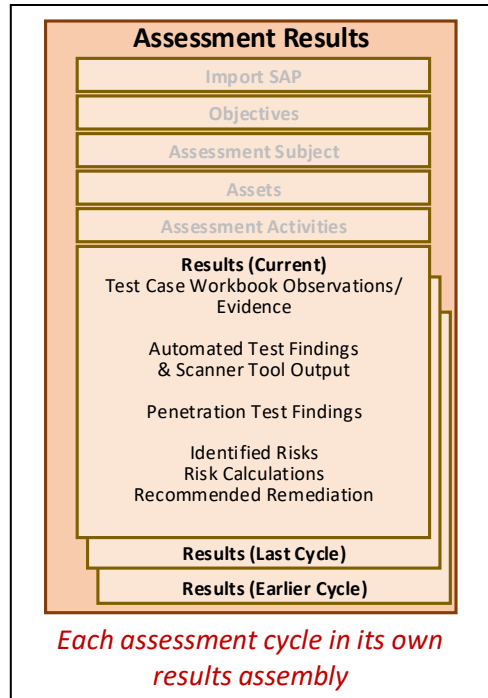 Assessment Results
Import SAP
Objectives
Assessment Subject
Assets
Assessment Activities
Results (Current)
Test Case Workbook Observations/
Evidence
Automated Test Findings
& Scanner Tool Output
Penetration Test Findings
Identified Risks
Risk Calculations
Recommended Remediation
Results (Last Cycle)
Results (Earlier Cycle)
Each assessment cycle in its own
results assembly